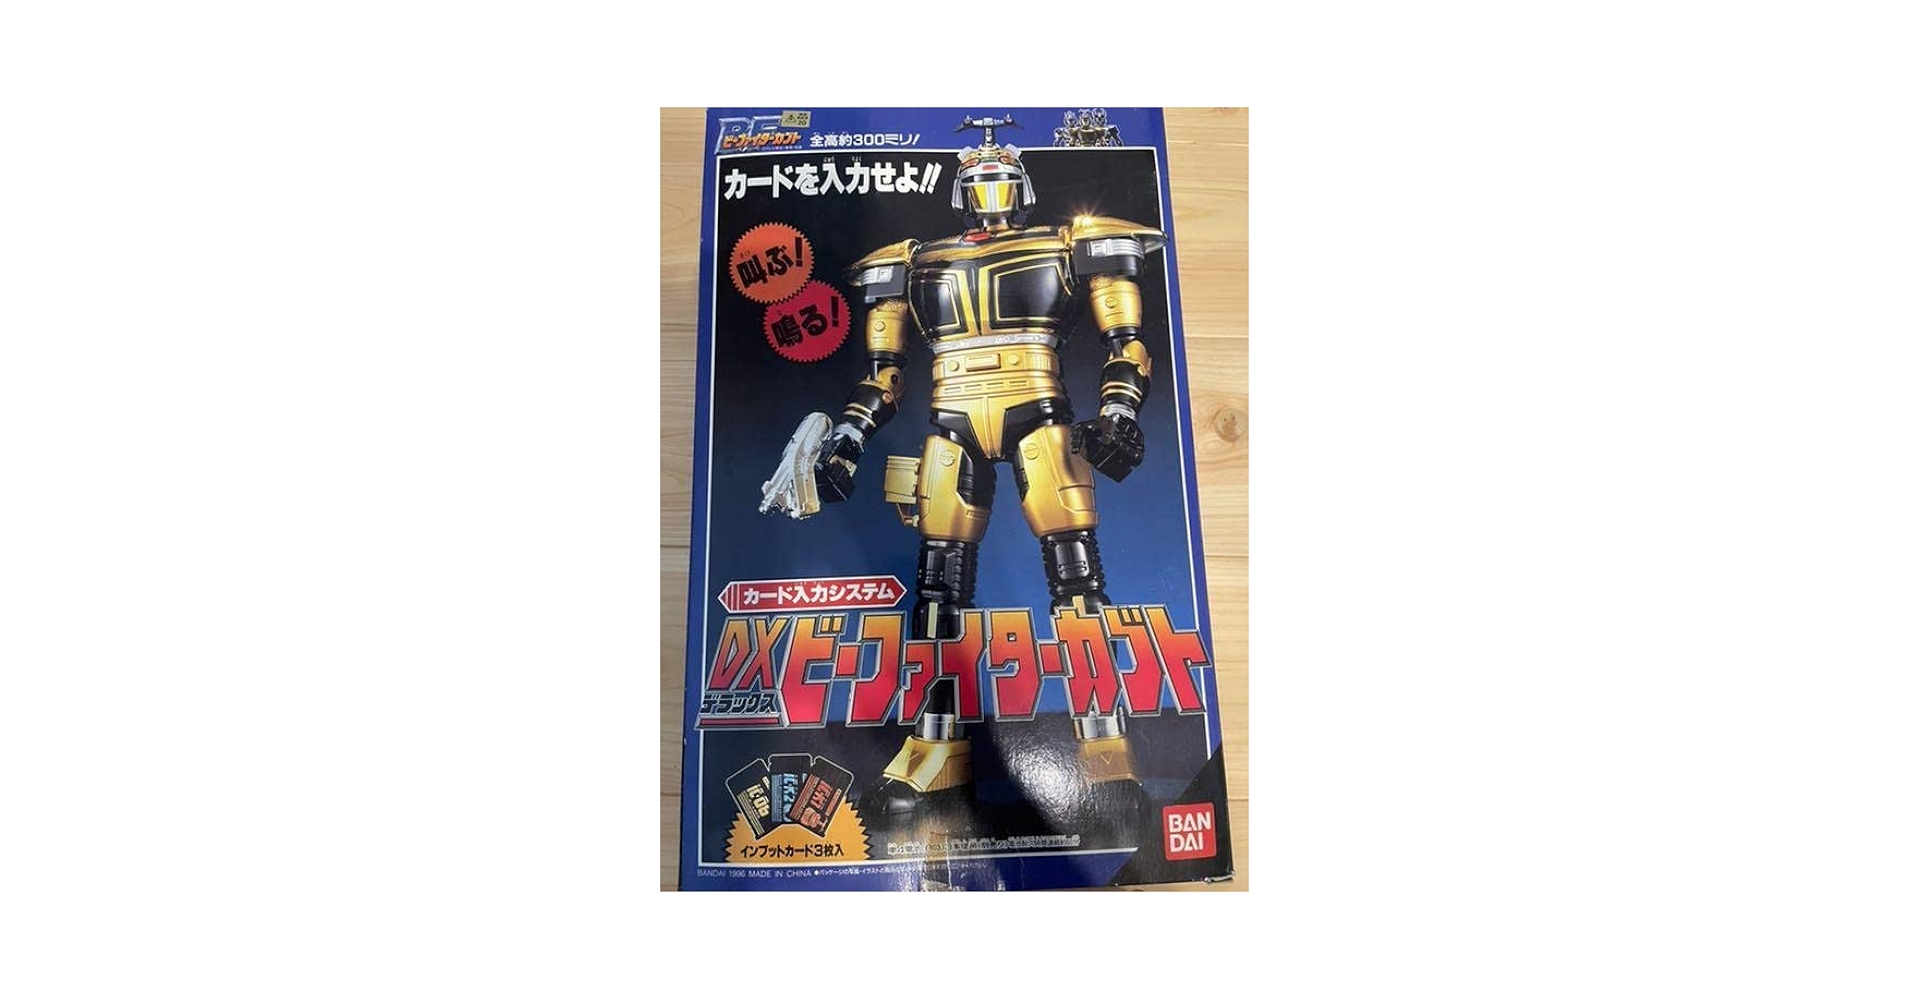 ビーファイターカブト
全高約300ミリ!
カードを入力せよ!!
叫ぶ!
鳴る!
カード入力システム
DXビーファイターカブト
デラックス
インプットカード3枚入
BAN
DAI
BANDAI 1996 MADE IN CHINA